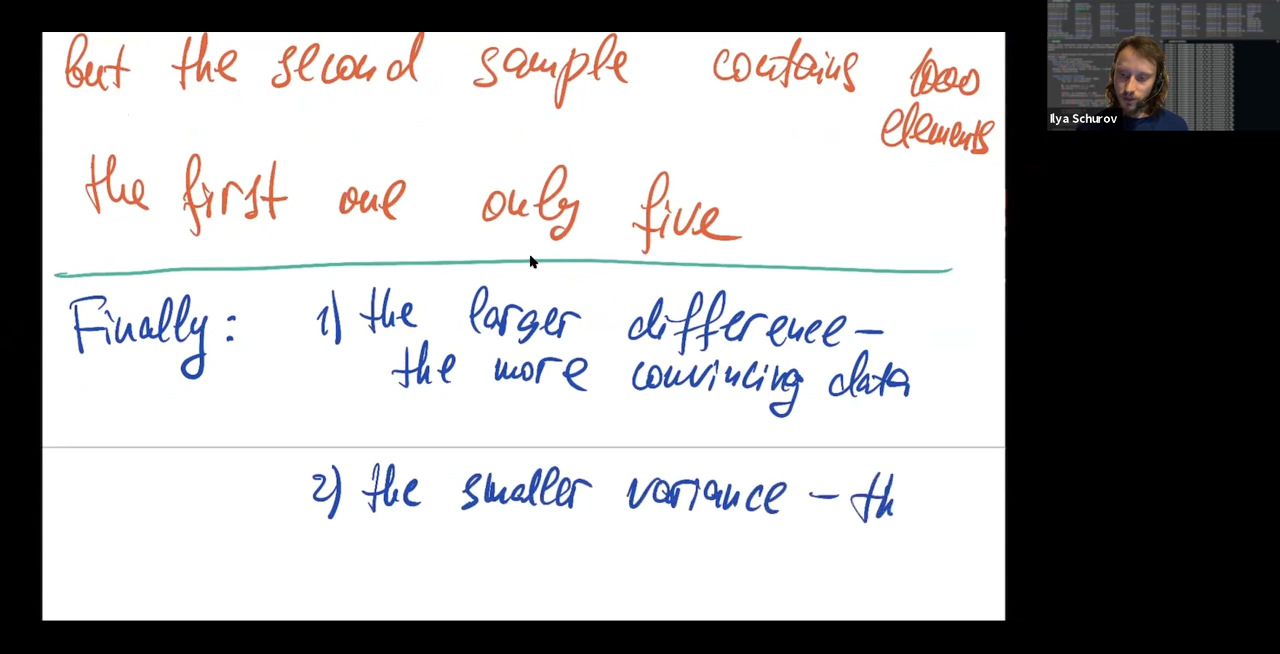 but the second sample contains 1000
elements
the first one only five
Finally: 1) the larger difference –
the more convincing data
2) the smaller variance – th
Ilya Schurov